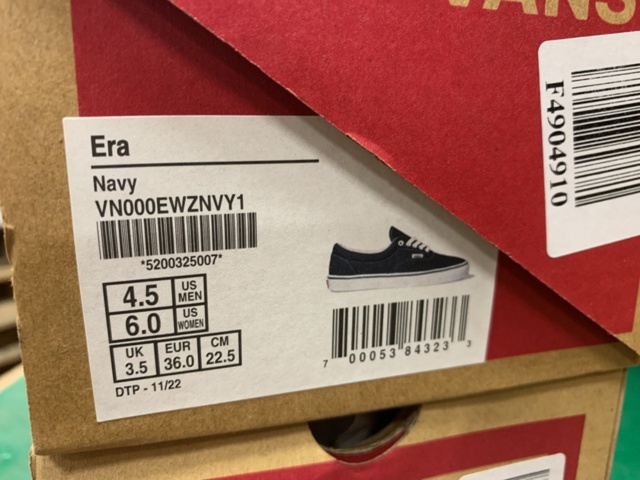 VANS
F4904910
Era
Navy
VN000EWZNVY1
*5200325007*
4.5 US MEN
6.0 US WOMEN
UK 3.5 EUR 36.0 CM 22.5
DTP - 11/22
7 00053 84323 3